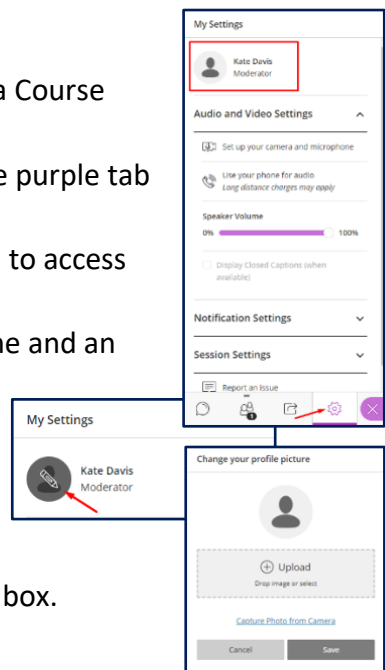 a Course
e purple tab
to access
ne and an
box.
My Settings
Kate Davis
Moderator
Audio and Video Settings
Set up your camera and microphone
Use your phone for audio
Long distance charges may apply
Speaker Volume
0% 100%
Display Closed Captions (when
available)
Notification Settings
Session Settings
Report an issue
1
My Settings
Kate Davis
Moderator
Change your profile picture
Upload
Drop image or select
Capture Photo from Camera
Cancel Save